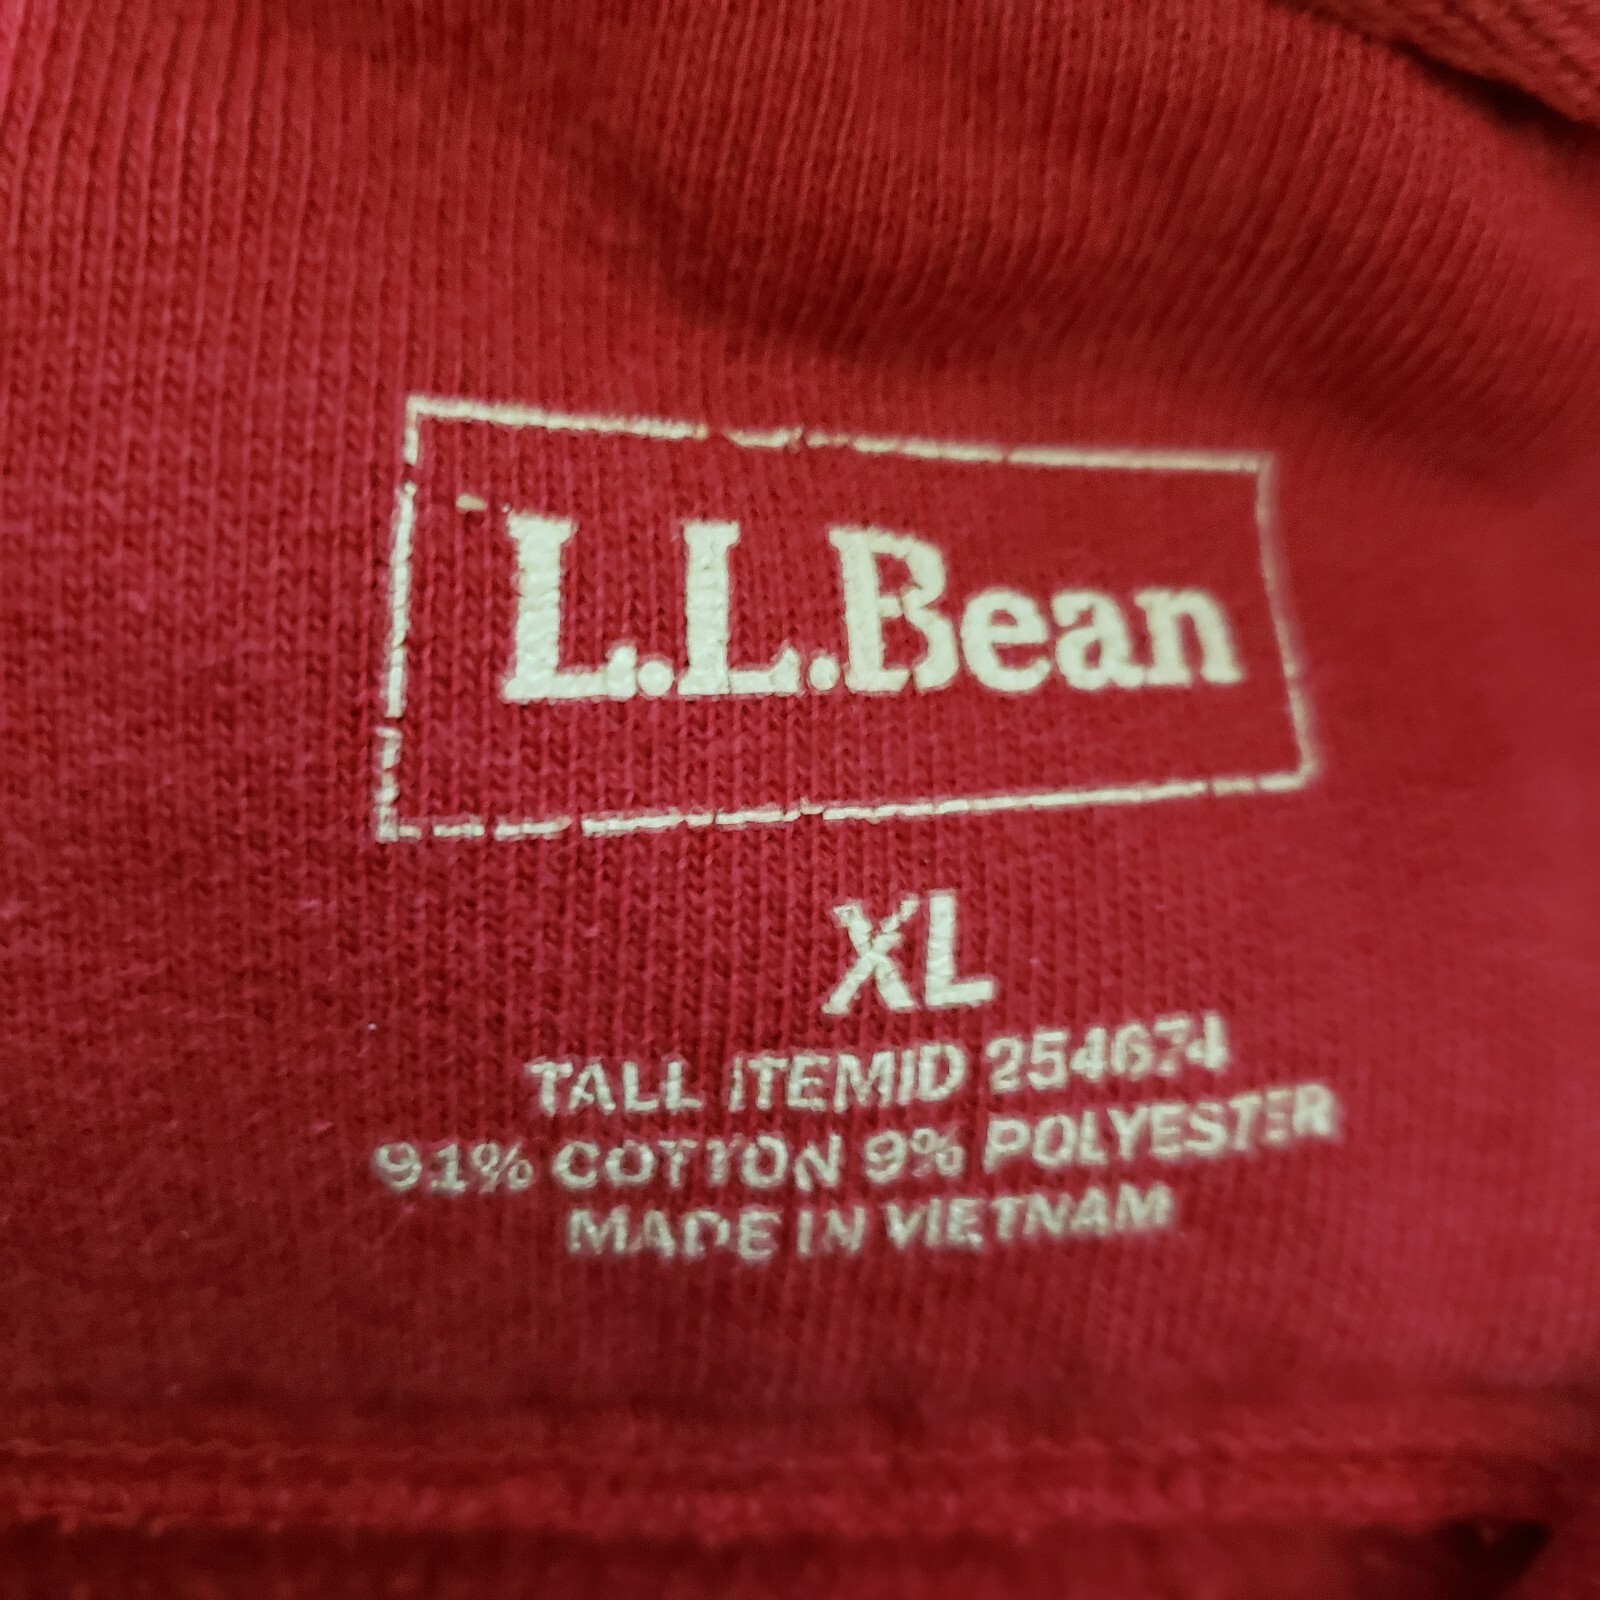 L.L.Bean
XL
TALL ITEMID 254674
91% COTTON 9% POLYESTER
MADE IN VIETNAM